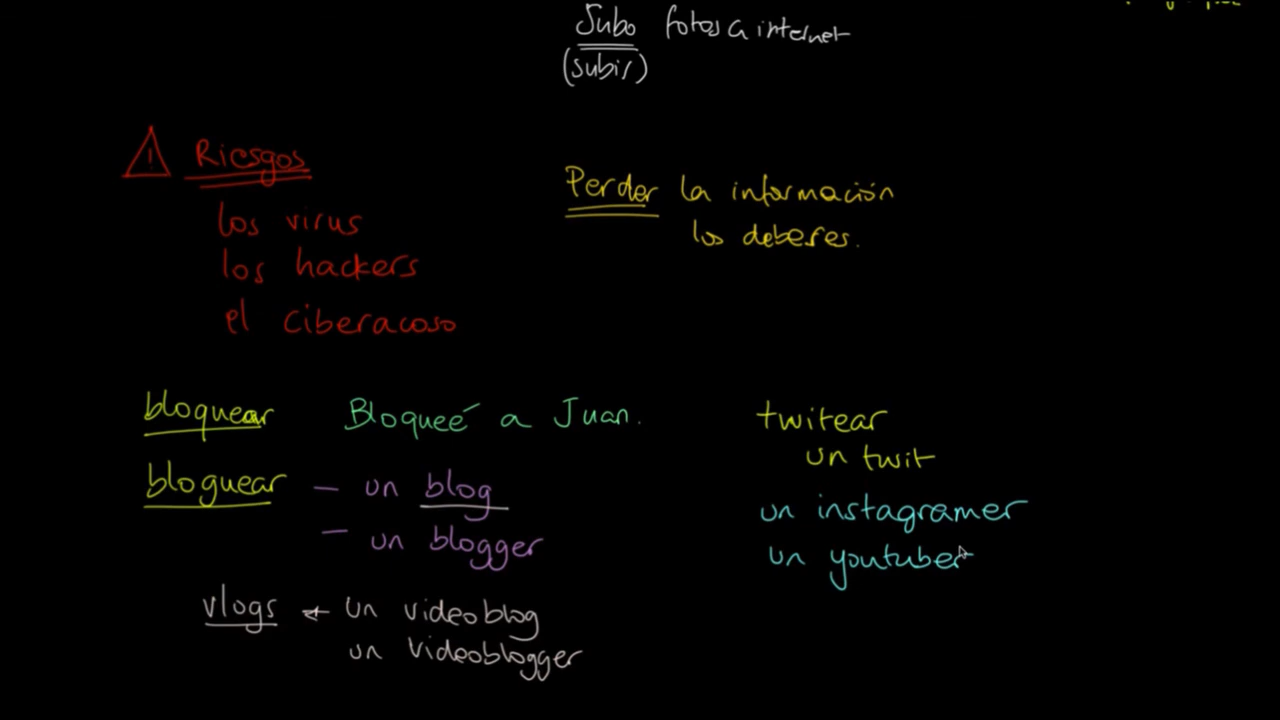 Subo fotos a internet
(subir)
Riesgos
los virus
los hackers
el ciberacoso
Perder la información
los deberes.
bloquear Bloqueé a Juan.
bloguear - un blog
- un blogger
vlogs ← un videoblog
un videoblogger
twitear
un twit
un instagramer
un youtuber